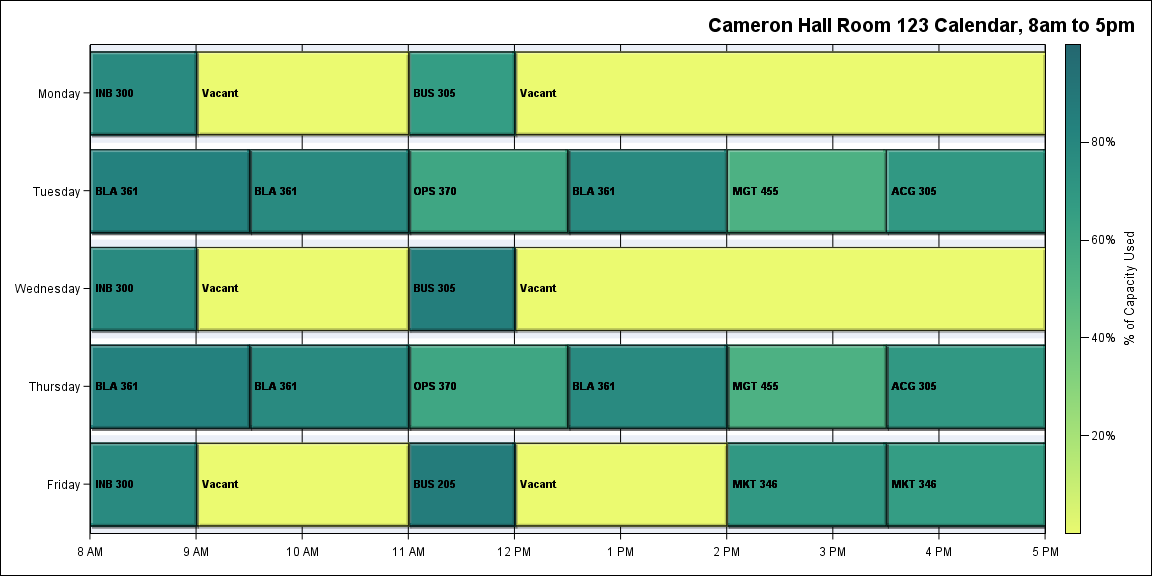 Cameron Hall Room 123 Calendar, 8am to 5pm
Monday
INB 300
Vacant
BUS 305
Vacant
Tuesday
BLA 361
BLA 361
OPS 370
BLA 361
MGT 455
ACG 305
Wednesday
INB 300
Vacant
BUS 305
Vacant
Thursday
BLA 361
BLA 361
OPS 370
BLA 361
MGT 455
ACG 305
Friday
INB 300
Vacant
BUS 205
Vacant
MKT 346
MKT 346
8 AM
9 AM
10 AM
11 AM
12 PM
1 PM
2 PM
3 PM
4 PM
5 PM
80%
60%
40%
20%
% of Capacity Used